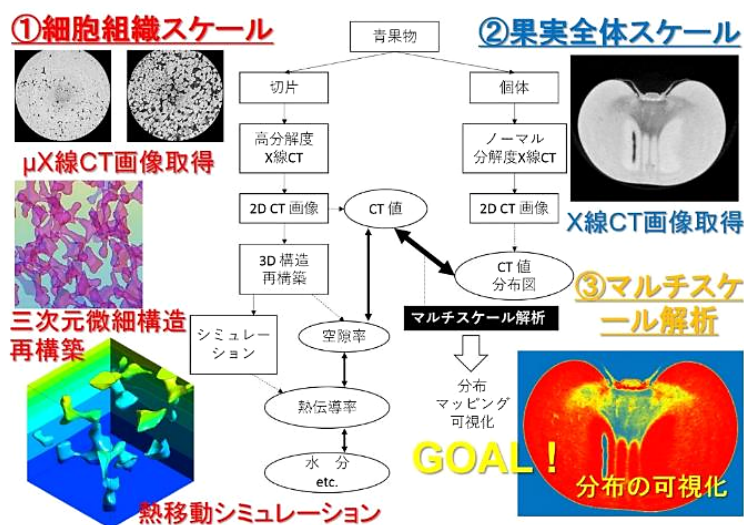 ①細胞組織スケール
μX線CT画像取得
三次元微細構造
再構築
熱移動シミュレーション
青果物
切片
個体
高分解度
X線CT
ノーマル
分解度X線CT
2D CT 画像
CT 値
2D CT 画像
3D 構造
再構築
CT 値
分布図
シミュレー
ション
空隙率
マルチスケール解析
熱伝導率
分布
マッピング
可視化
水 分
etc.
②果実全体スケール
X線CT画像取得
③マルチスケ
ール解析
GOAL！
分布の可視化